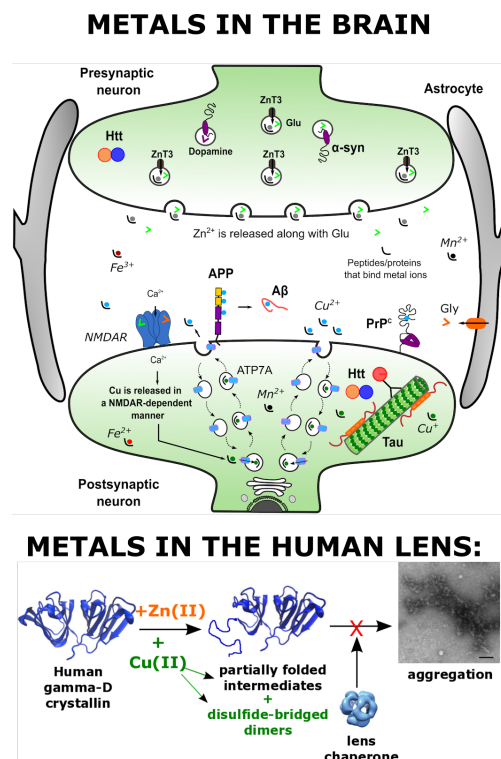 METALS IN THE BRAIN
Presynaptic
neuron
Astrocyte
Htt
ZnT3
Dopamine
ZnT3
Glu
ZnT3
α-syn
ZnT3
Zn²⁺ is released along with Glu
Fe³⁺
Peptides/proteins
that bind metal ions
Mn²⁺
APP
Aβ
Cu²⁺
PrPᶜ
Gly
Ca²⁺
NMDAR
Ca²⁺
ATP7A
Cu is released in
a NMDAR-dependent
manner
Mn²⁺
Htt
Tau
Cu⁺
Fe²⁺
Postsynaptic
neuron
METALS IN THE HUMAN LENS:
+Zn(II)
+
Cu(II)
Human
gamma-D
crystallin
partially folded
intermediates
+
disulfide-bridged
dimers
X
aggregation
lens
chaperone